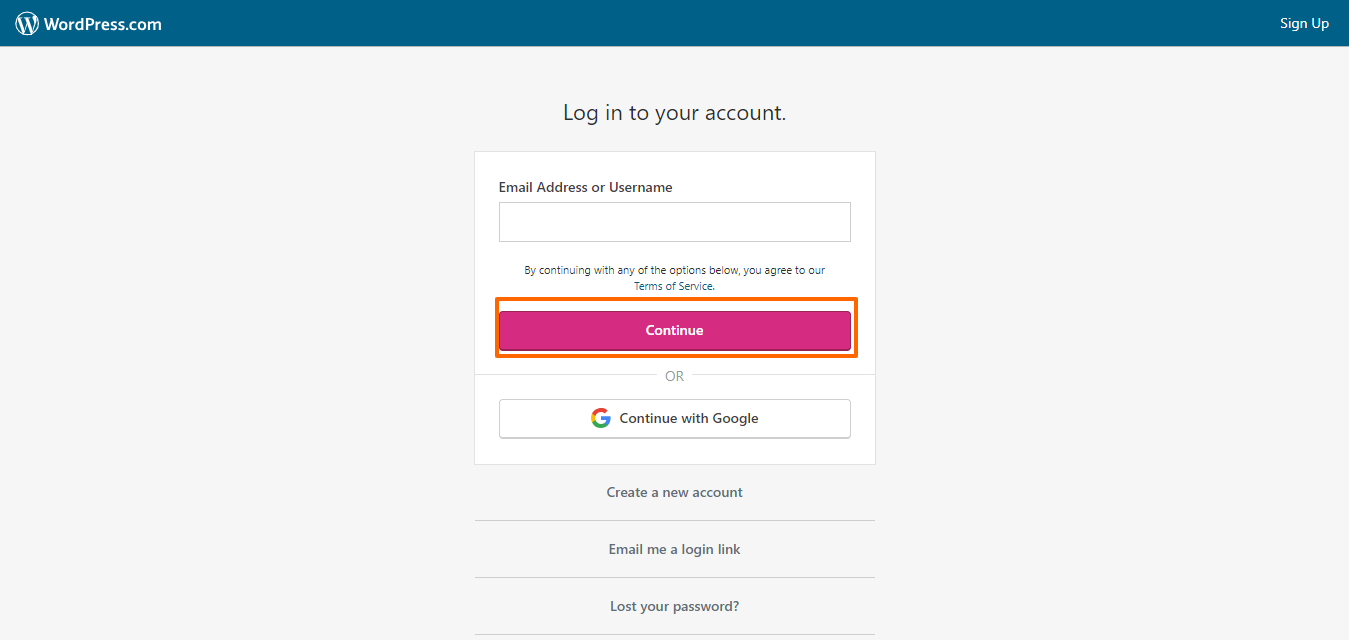 WordPress.com
Sign Up
Log in to your account.
Email Address or Username
By continuing with any of the options below, you agree to our
Terms of Service.
Continue
OR
Continue with Google
Create a new account
Email me a login link
Lost your password?